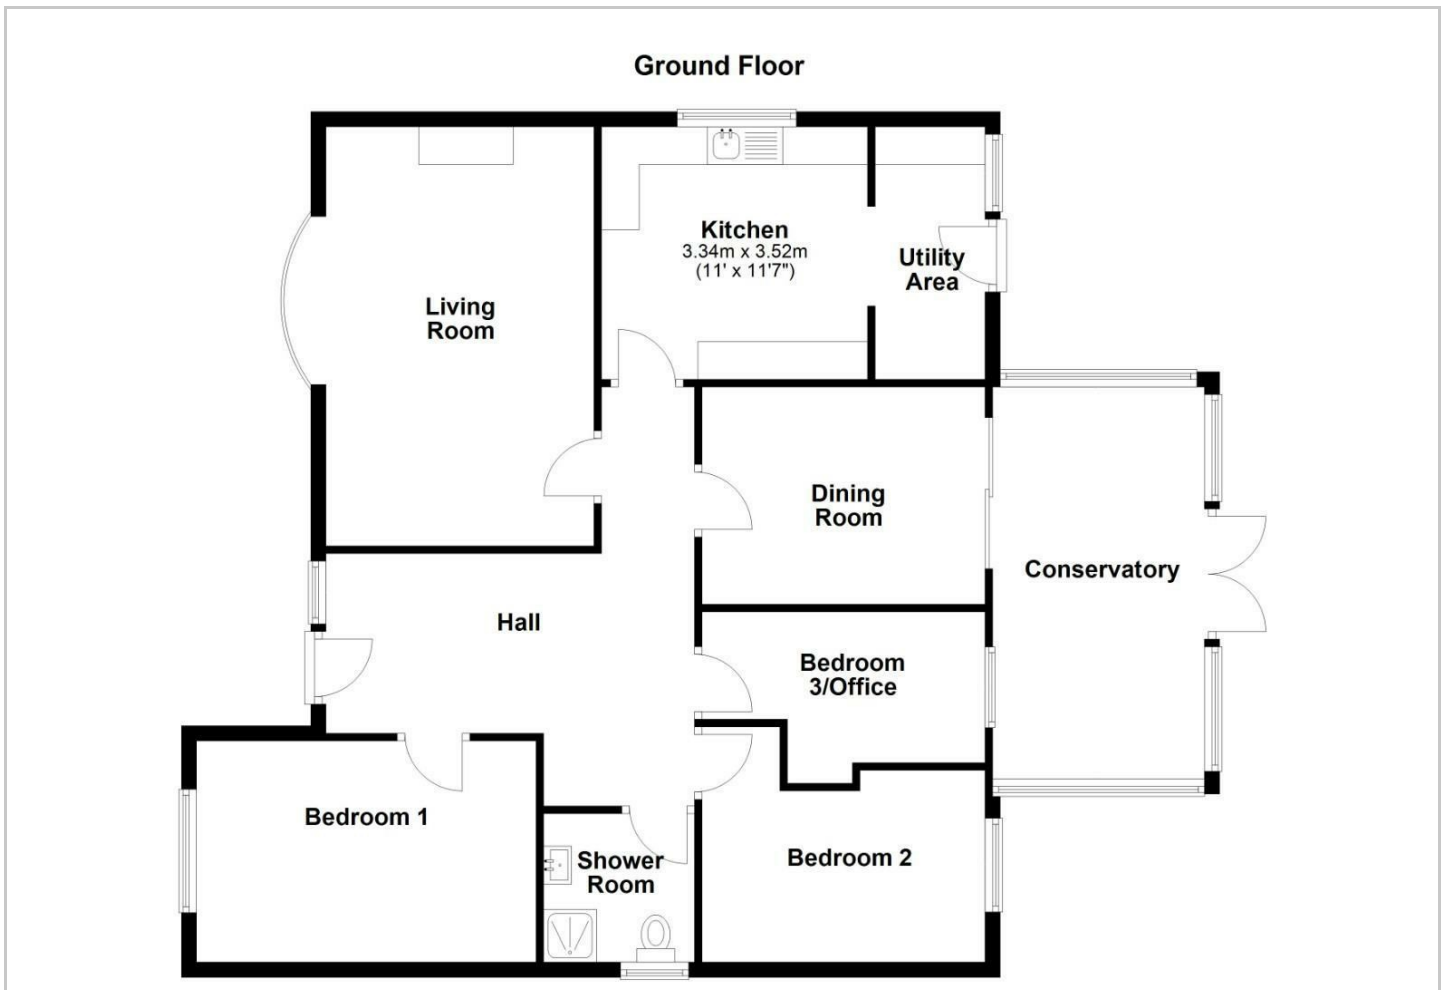 Ground Floor
Kitchen
3.34m x 3.52m
(11' x 11'7")
Utility
Area
Living
Room
Dining
Room
Conservatory
Hall
Bedroom
3/Office
Bedroom 1
Shower
Room
Bedroom 2